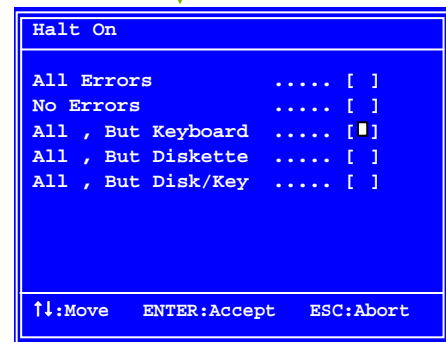 Halt On
All Errors ..... [ ]
No Errors ..... [ ]
All , But Keyboard ..... [■]
All , But Diskette ..... [ ]
All , But Disk/Key ..... [ ]
↑↓:Move ENTER:Accept ESC:Abort